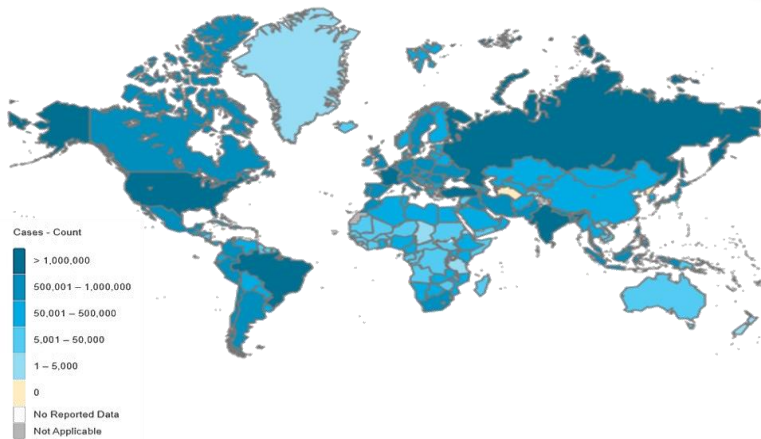 Cases - Count
> 1,000,000
500,001 – 1,000,000
50,001 – 500,000
5,001 – 50,000
1 – 5,000
0
No Reported Data
Not Applicable